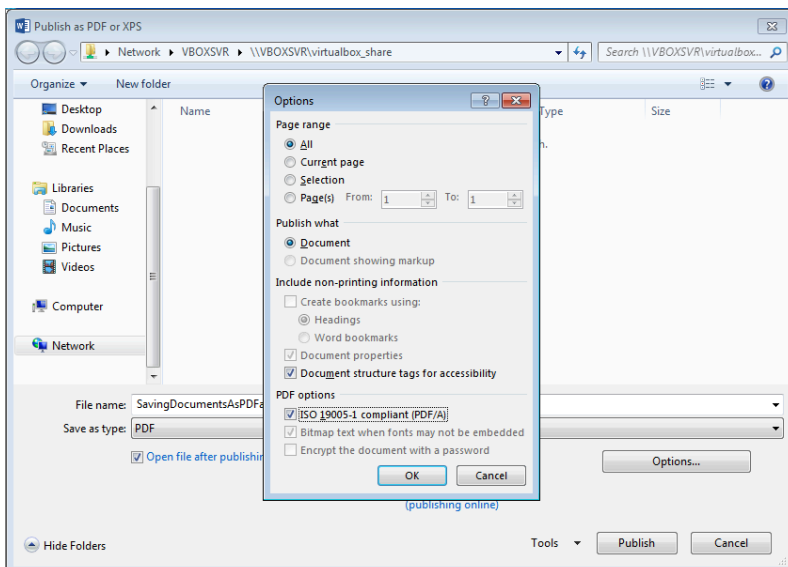 Publish as PDF or XPS
Network ▸ VBOXSVR ▸ \\VBOXSVR\virtualbox_share
Search \\VBOXSVR\virtualbox...
Organize
New folder
Desktop
Downloads
Recent Places
Libraries
Documents
Music
Pictures
Videos
Computer
Network
Name
Type
Size
Options
Page range
All
Current page
Selection
Page(s) From: 1 To: 1
Publish what
Document
Document showing markup
Include non-printing information
Create bookmarks using:
Headings
Word bookmarks
Document properties
Document structure tags for accessibility
PDF options
ISO 19005-1 compliant (PDF/A)
Bitmap text when fonts may not be embedded
Encrypt the document with a password
OK Cancel
File name: SavingDocumentsAsPDFa
Save as type: PDF
Open file after publishin
Options...
(publishing online)
Hide Folders
Tools
Publish
Cancel